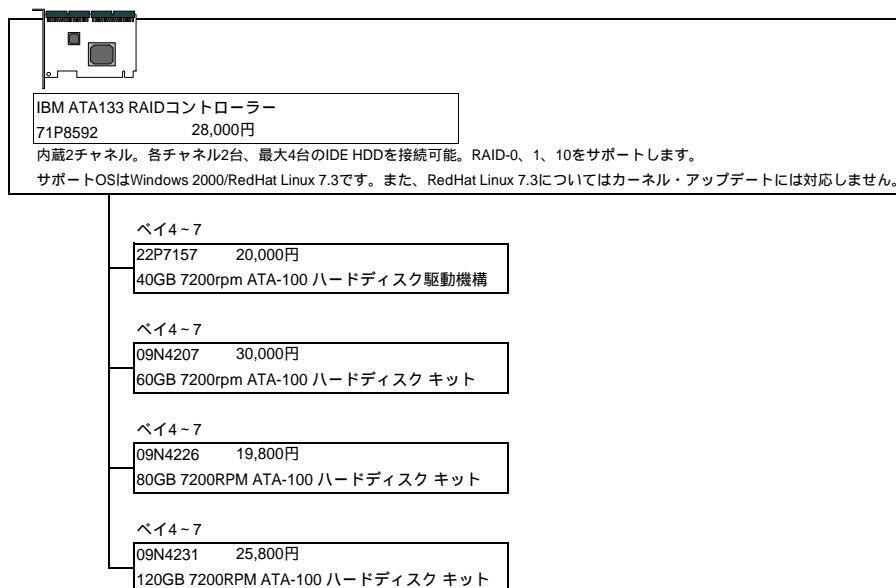 IBM ATA133 RAIDコントローラー
71P8592 28,000円
内蔵2チャネル。各チャネル2台、最大4台のIDE HDDを接続可能。RAID-0、1、10をサポートします。
サポートOSはWindows 2000/RedHat Linux 7.3です。また、RedHat Linux 7.3についてはカーネル・アップデートには対応しません。
ベイ4~7
22P7157 20,000円
40GB 7200rpm ATA-100 ハードディスク駆動機構
ベイ4~7
09N4207 30,000円
60GB 7200rpm ATA-100 ハードディスク キット
ベイ4~7
09N4226 19,800円
80GB 7200RPM ATA-100 ハードディスク キット
ベイ4~7
09N4231 25,800円
120GB 7200RPM ATA-100 ハードディスク キット